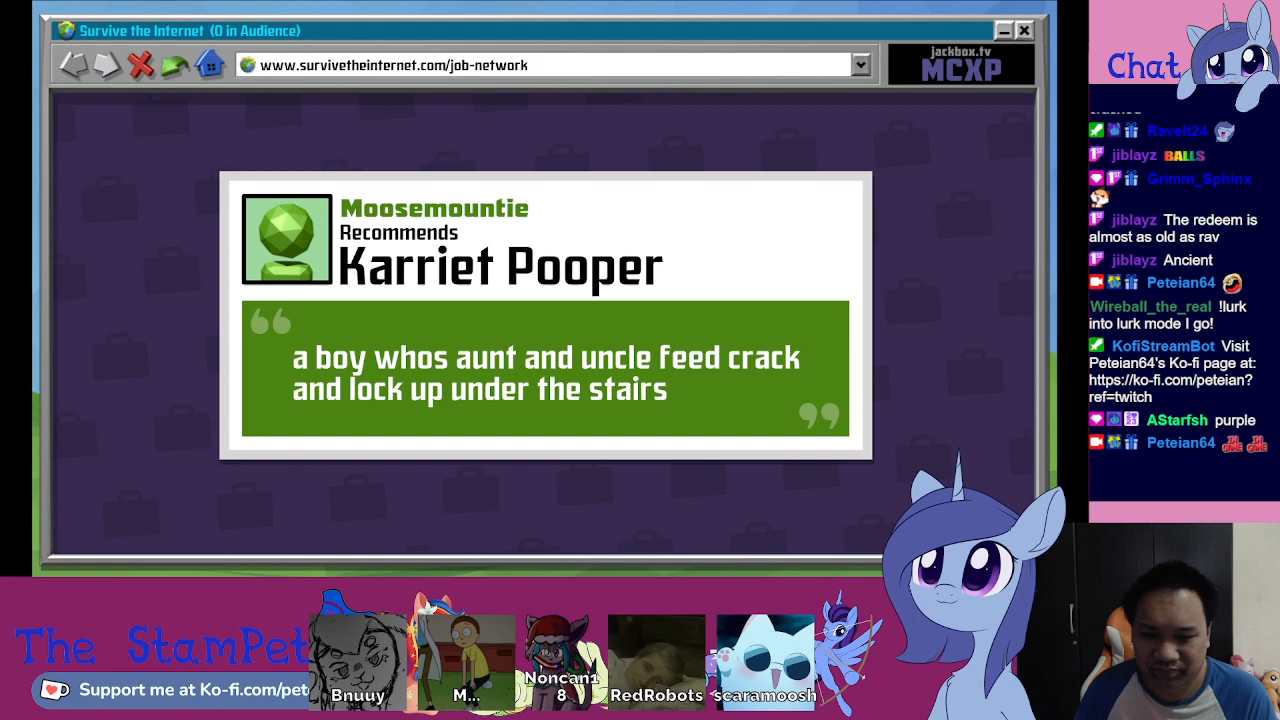 Survive the Internet (0 in Audience)
www.survivetheinternet.com/job-network
jackbox.tv
MCXP
Moosemountie
Recommends
Karriet Pooper
a boy whos aunt and uncle feed crack
and lock up under the stairs
Chat
RaveIt24
jiblayz BALLS
Grimm_Sphinx
jiblayz The redeem is
almost as old as rav
jiblayz Ancient
Peteian64
Wireball_the_real !lurk
into lurk mode I go!
KofiStreamBot Visit
Peteian64's Ko-fi page at:
https://ko-fi.com/peteian?
ref=twitch
AStarfsh purple
Peteian64
The StamPet
Support me at Ko-fi.com/pet
Bnuuy
M...
Noncan1
8
RedRobots
scaramoosh